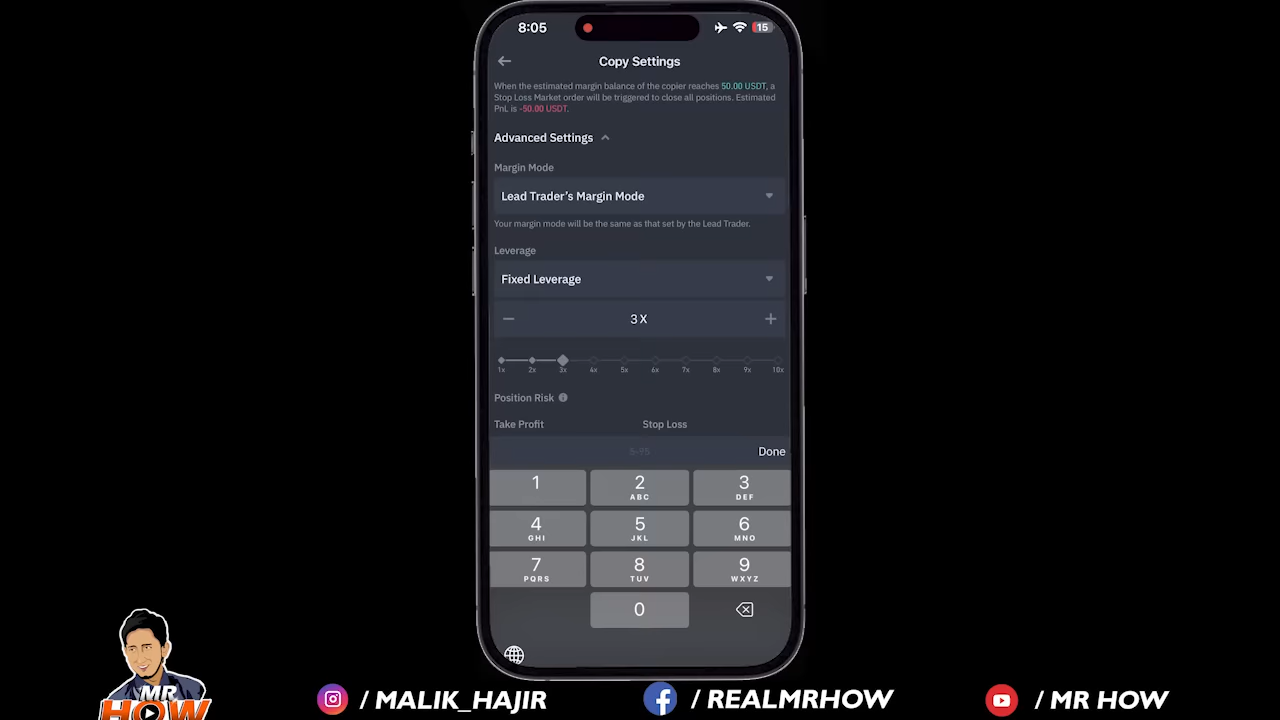 8:05
15
Copy Settings
When the estimated margin balance of the copier reaches 50.00 USDT, a
Stop Loss Market order will be triggered to close all positions. Estimated
PnL is -50.00 USDT.
Advanced Settings
Margin Mode
Lead Trader's Margin Mode
Your margin mode will be the same as that set by the Lead Trader.
Leverage
Fixed Leverage
3 X
1x 2x 3x 4x 5x 6x 7x 8x 9x 10x
Position Risk
Take Profit Stop Loss
5-95 Done
1 2 3
ABC DEF
4 5 6
GHI JKL MNO
7 8 9
PQRS TUV WXYZ
0
MR
HOW
/ MALIK_HAJIR / REALMRHOW / MR HOW